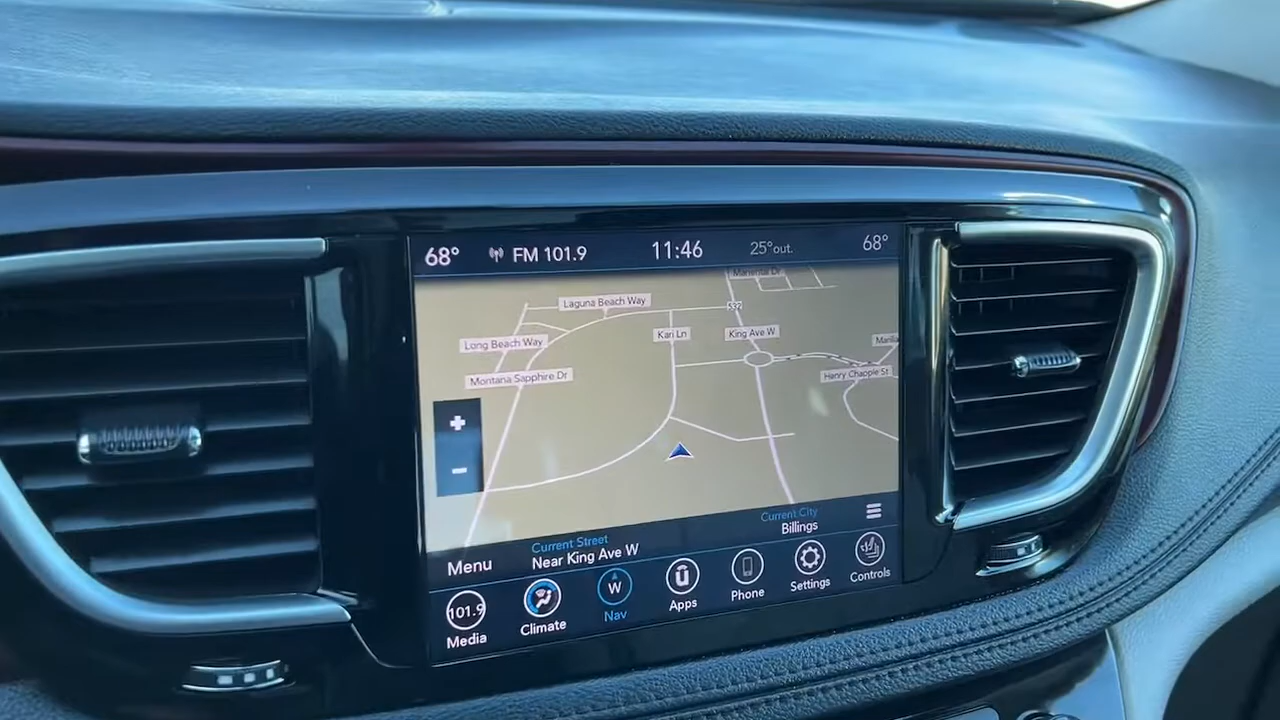 68° FM 101.9 11:46 25°out. 68°
Mariental Dr
Laguna Beach Way
532
Kari Ln
King Ave W
Long Beach Way
Montana Sapphire Dr
Henry Chapple St
+
-
Current Street
Near King Ave W
Current City
Billings
Menu
101.9
Media
Climate
W
Nav
Apps
Phone
Settings
Controls